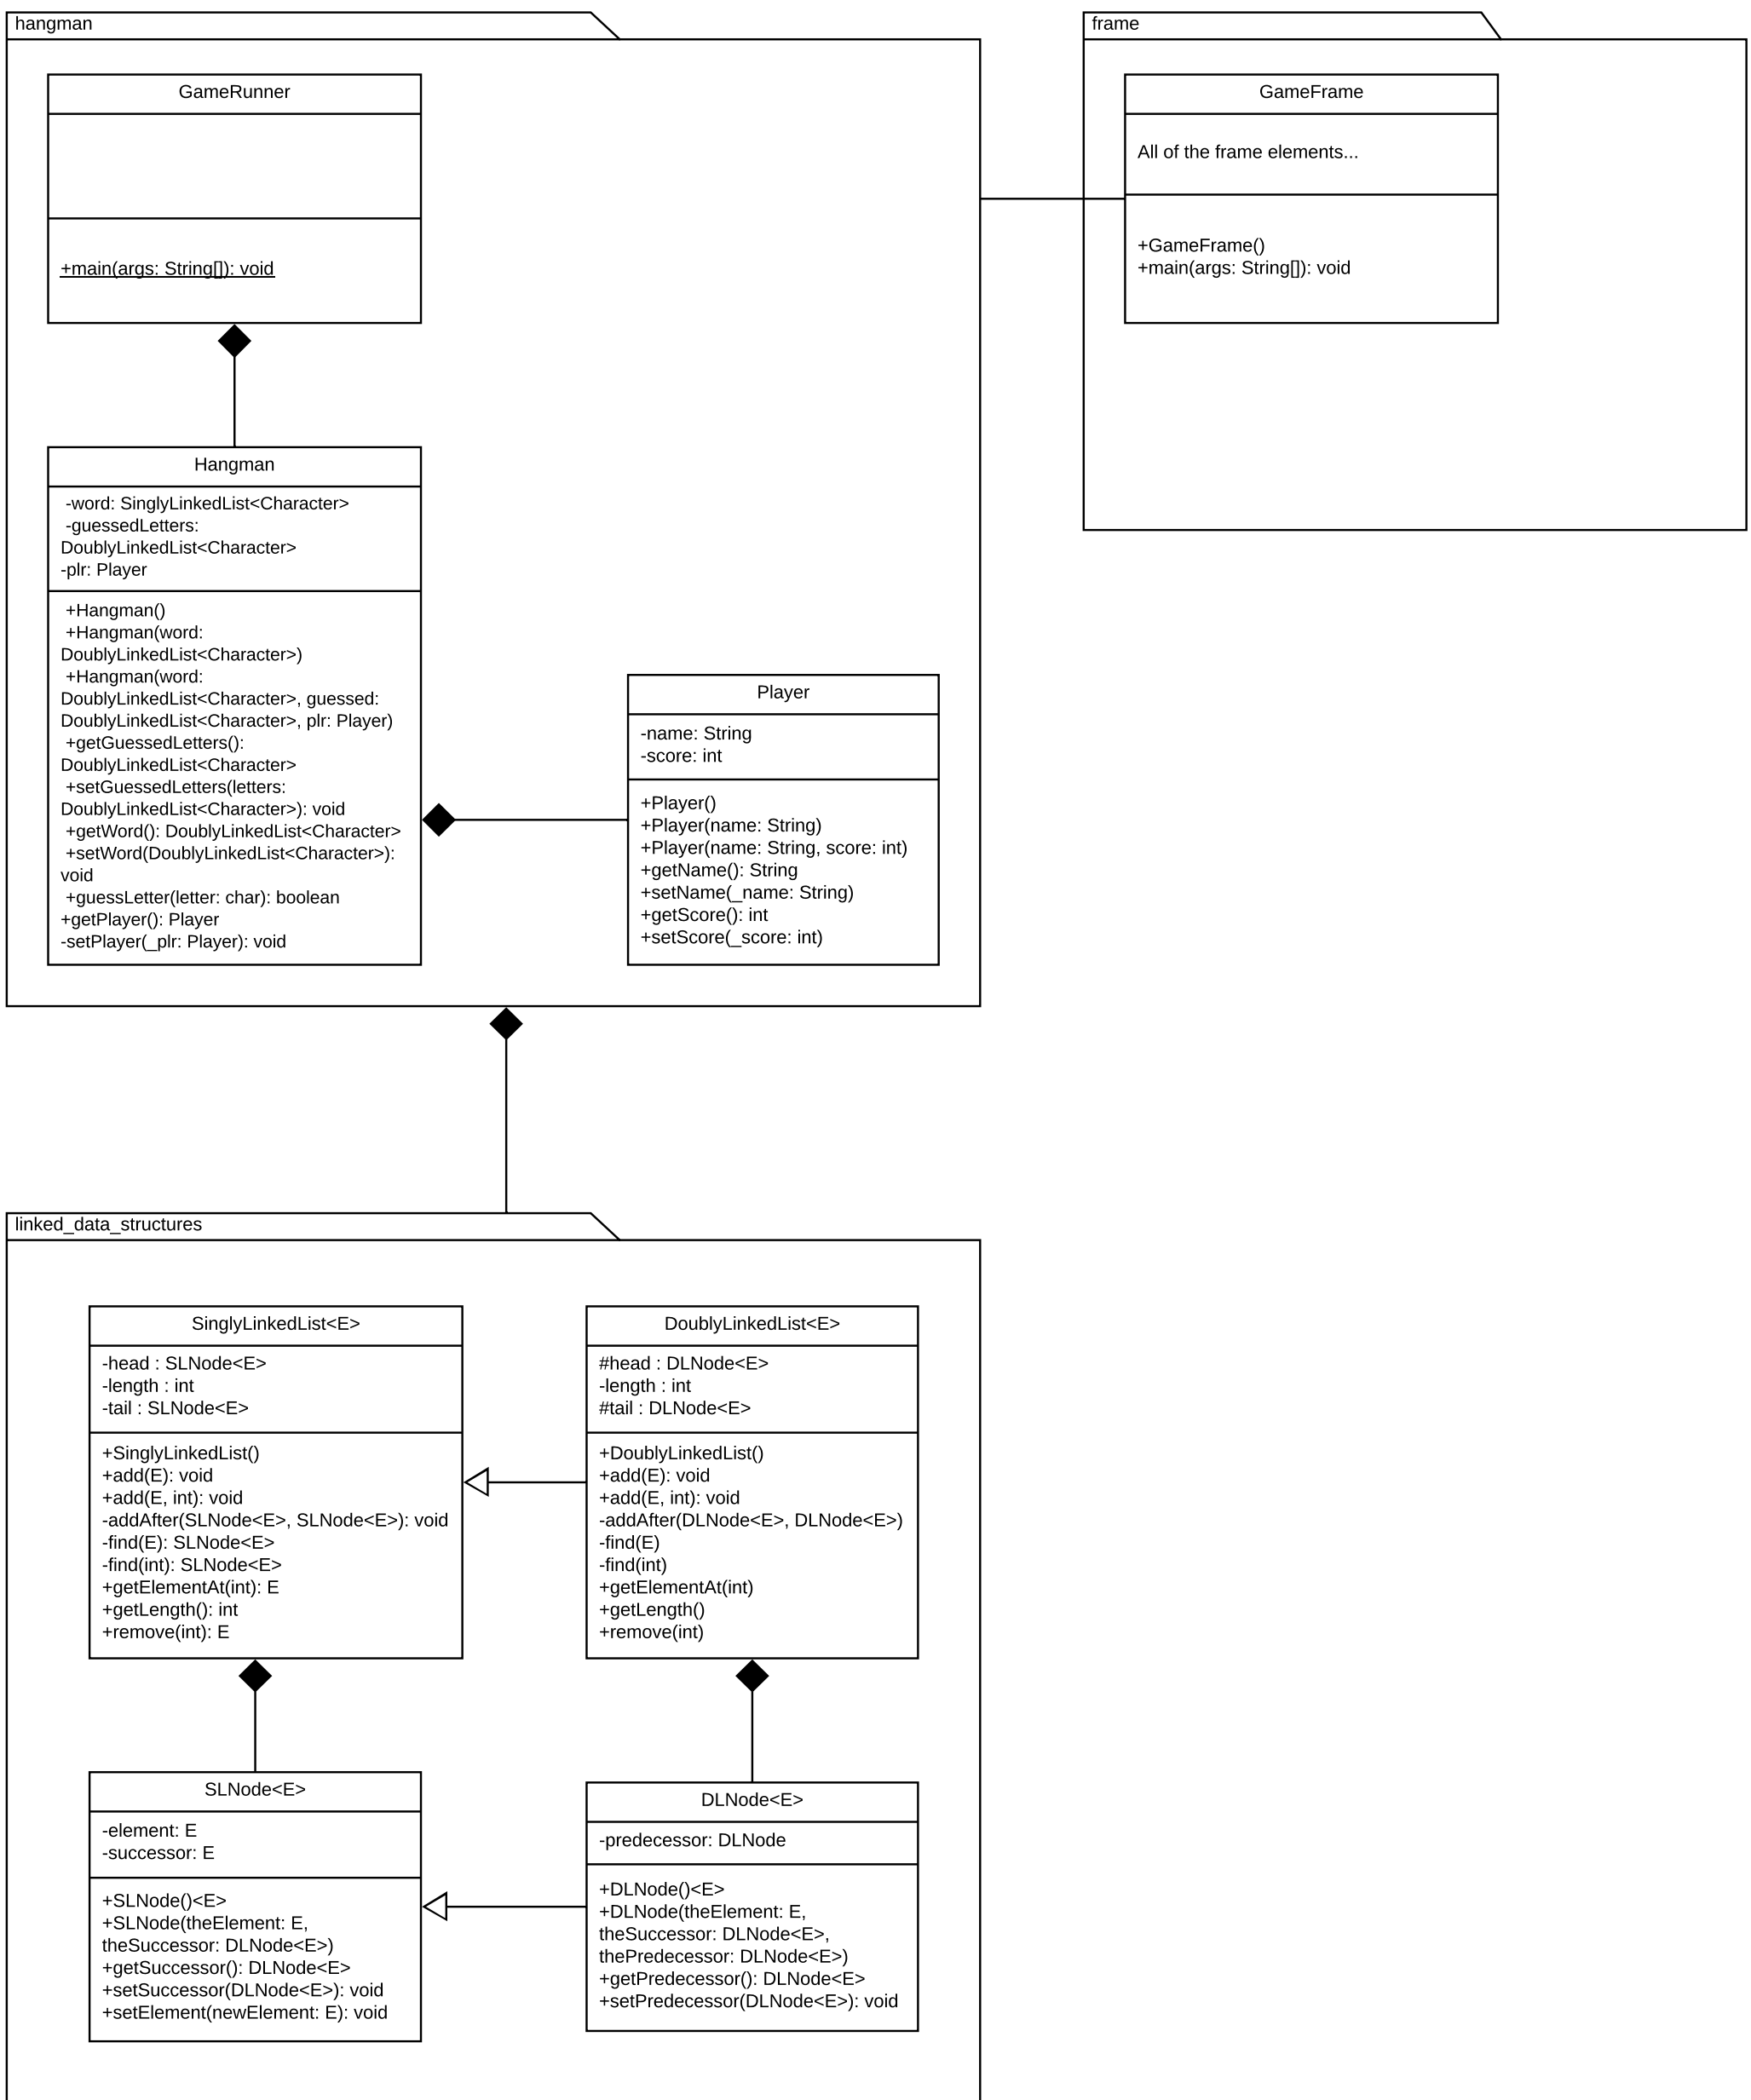 hangman
GameRunner
+main(args: String[]): void
Hangman
-word: SinglyLinkedList<Character>
-guessedLetters:
DoublyLinkedList<Character>
-plr: Player
+Hangman()
+Hangman(word:
DoublyLinkedList<Character>)
+Hangman(word:
DoublyLinkedList<Character>, guessed:
DoublyLinkedList<Character>, plr: Player)
+getGuessedLetters():
DoublyLinkedList<Character>
+setGuessedLetters(letters:
DoublyLinkedList<Character>): void
+getWord(): DoublyLinkedList<Character>
+setWord(DoublyLinkedList<Character>):
void
+guessLetter(letter: char): boolean
+getPlayer(): Player
-setPlayer(_plr: Player): void
Player
-name: String
-score: int
+Player()
+Player(name: String)
+Player(name: String, score: int)
+getName(): String
+setName(_name: String)
+getScore(): int
+setScore(_score: int)
frame
GameFrame
All of the frame elements...
+GameFrame()
+main(args: String[]): void
linked_data_structures
SinglyLinkedList<E>
-head : SLNode<E>
-length : int
-tail : SLNode<E>
+SinglyLinkedList()
+add(E): void
+add(E, int): void
-addAfter(SLNode<E>, SLNode<E>): void
-find(E): SLNode<E>
-find(int): SLNode<E>
+getElementAt(int): E
+getLength(): int
+remove(int): E
DoublyLinkedList<E>
#head : DLNode<E>
-length : int
#tail : DLNode<E>
+DoublyLinkedList()
+add(E): void
+add(E, int): void
-addAfter(DLNode<E>, DLNode<E>)
-find(E)
-find(int)
+getElementAt(int)
+getLength()
+remove(int)
SLNode<E>
-element: E
-successor: E
+SLNode()<E>
+SLNode(theElement: E,
theSuccessor: DLNode<E>)
+getSuccessor(): DLNode<E>
+setSuccessor(DLNode<E>): void
+setElement(newElement: E): void
DLNode<E>
-predecessor: DLNode
+DLNode()<E>
+DLNode(theElement: E,
theSuccessor: DLNode<E>,
thePredecessor: DLNode<E>)
+getPredecessor(): DLNode<E>
+setPredecessor(DLNode<E>): void